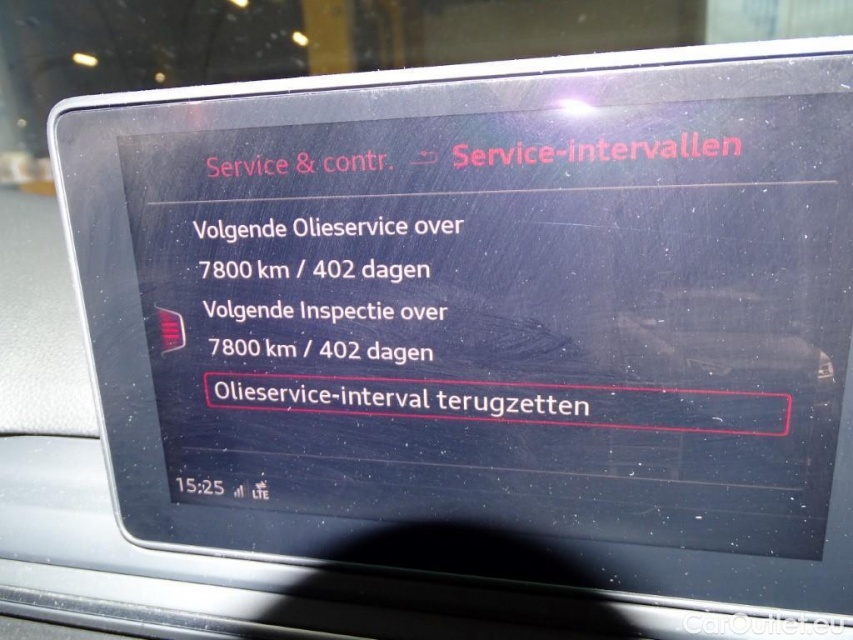 Service & contr. Service-intervallen
Volgende Olieservice over
7800 km / 402 dagen
Volgende Inspectie over
7800 km / 402 dagen
Olieservice-interval terugzetten
15:25 LTE
CarOutlet.eu